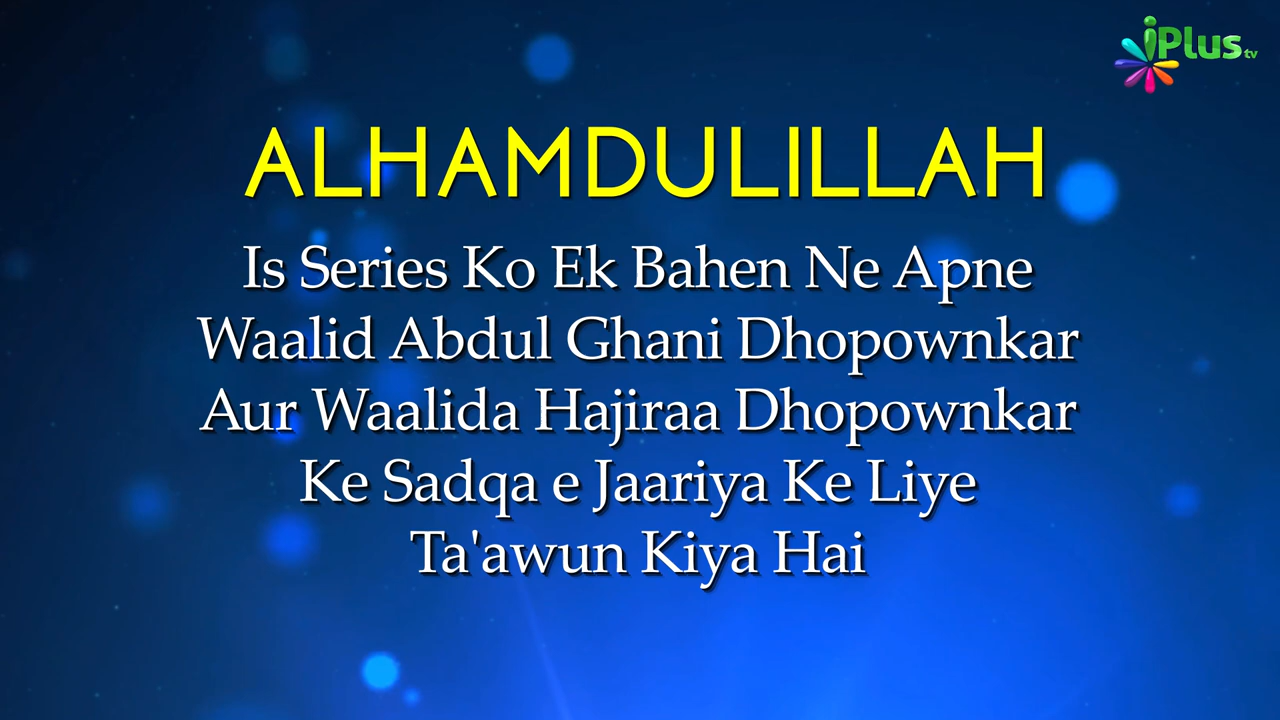 iPlus tv
ALHAMDULILLAH
Is Series Ko Ek Bahen Ne Apne
Waalid Abdul Ghani Dhopownkar
Aur Waalida Hajiraa Dhopownkar
Ke Sadqa e Jaariya Ke Liye
Ta'awun Kiya Hai